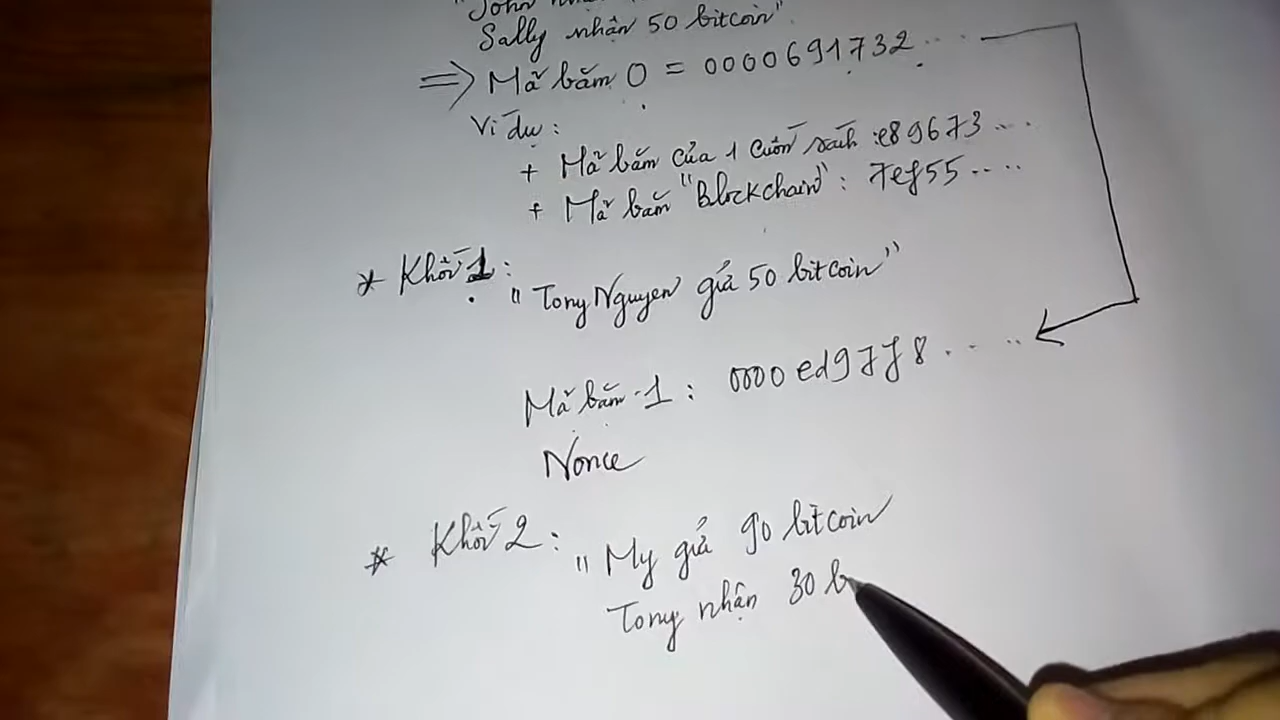 "John
Sally nhận 50 bitcoin"
=> Mã băm 0 = 0000691732....
Ví dụ:
+ Mã băm của 1 cuốn sách: e89673...
+ Mã băm "Blockchain": 7ef55....
* Khối 1:
"Tony Nguyen gửi 50 bitcoin"
Mã băm 1: 0000ed97f8.....
Nonce
* Khối 2:
"My gửi 90 bitcoin
Tony nhận 30 b